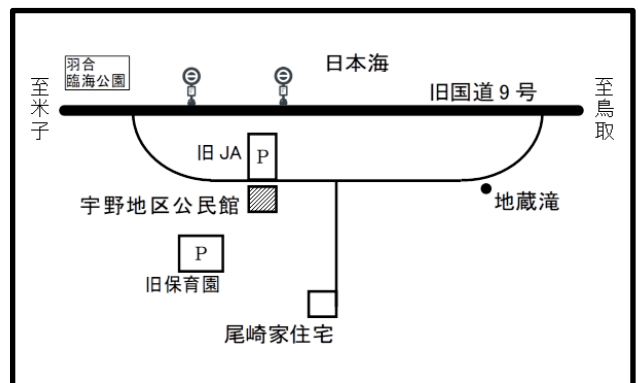 羽合
臨海公園
日本海
旧国道9号
至米子
至鳥取
旧JA
P
宇野地区公民館
地蔵滝
P
旧保育園
尾崎家住宅